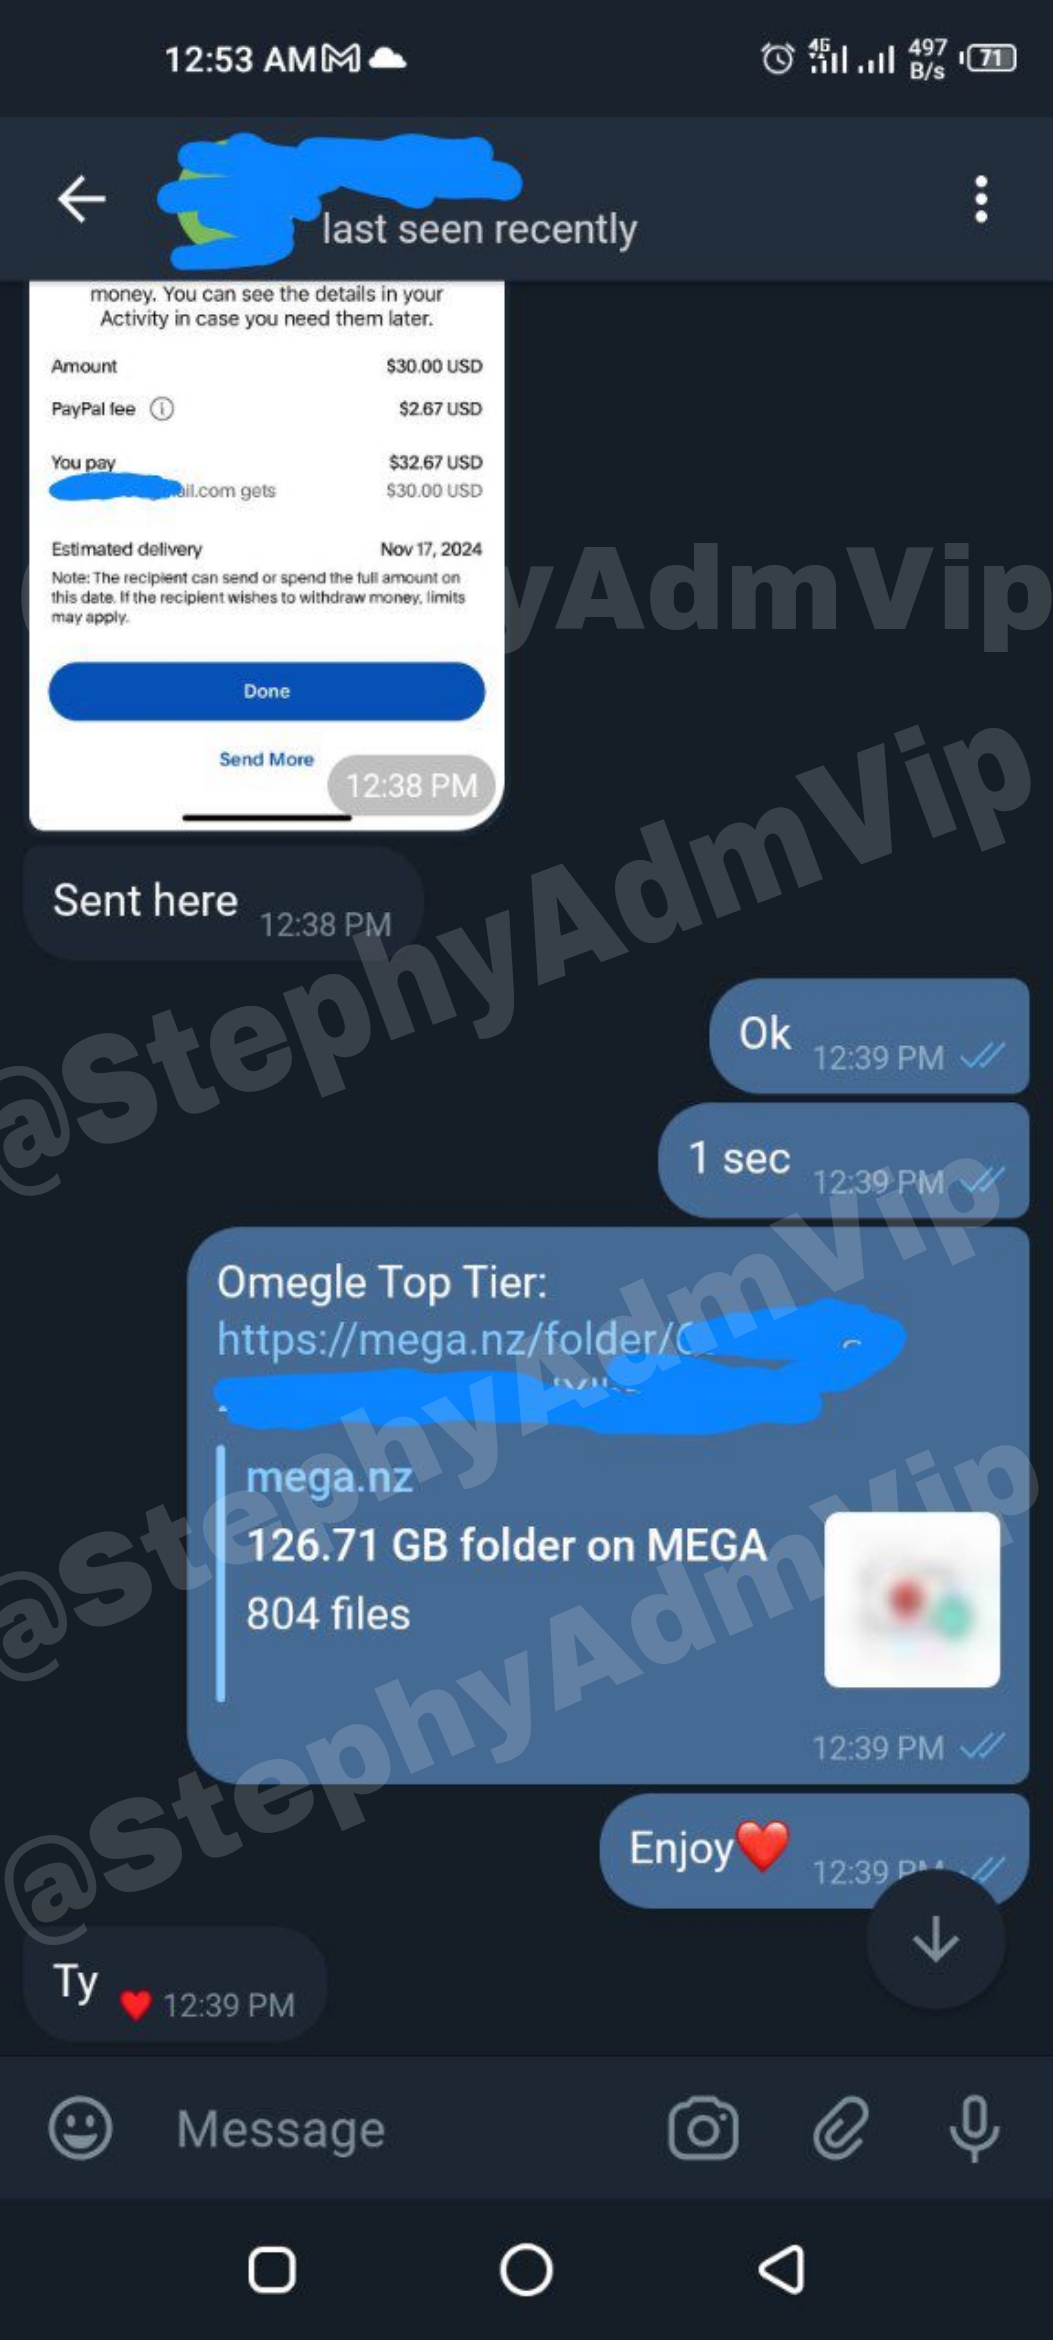 12:53 AM
4G
497
B/s
71
last seen recently
money. You can see the details in your
Activity in case you need them later.
Amount $30.00 USD
PayPal fee $2.67 USD
You pay $32.67 USD
ail.com gets $30.00 USD
Estimated delivery Nov 17, 2024
Note: The recipient can send or spend the full amount on
this date. If the recipient wishes to withdraw money, limits
may apply.
Done
Send More
12:38 PM
yAdmVip
Sent here 12:38 PM
@StephyAdmVip
Ok 12:39 PM
1 sec 12:39 PM
Omegle Top Tier:
https://mega.nz/folder/
@StephyAdmVip
mega.nz
126.71 GB folder on MEGA
804 files
12:39 PM
@StephyAdmVip
Enjoy❤️ 12:39 PM
Ty ❤️ 12:39 PM
Message